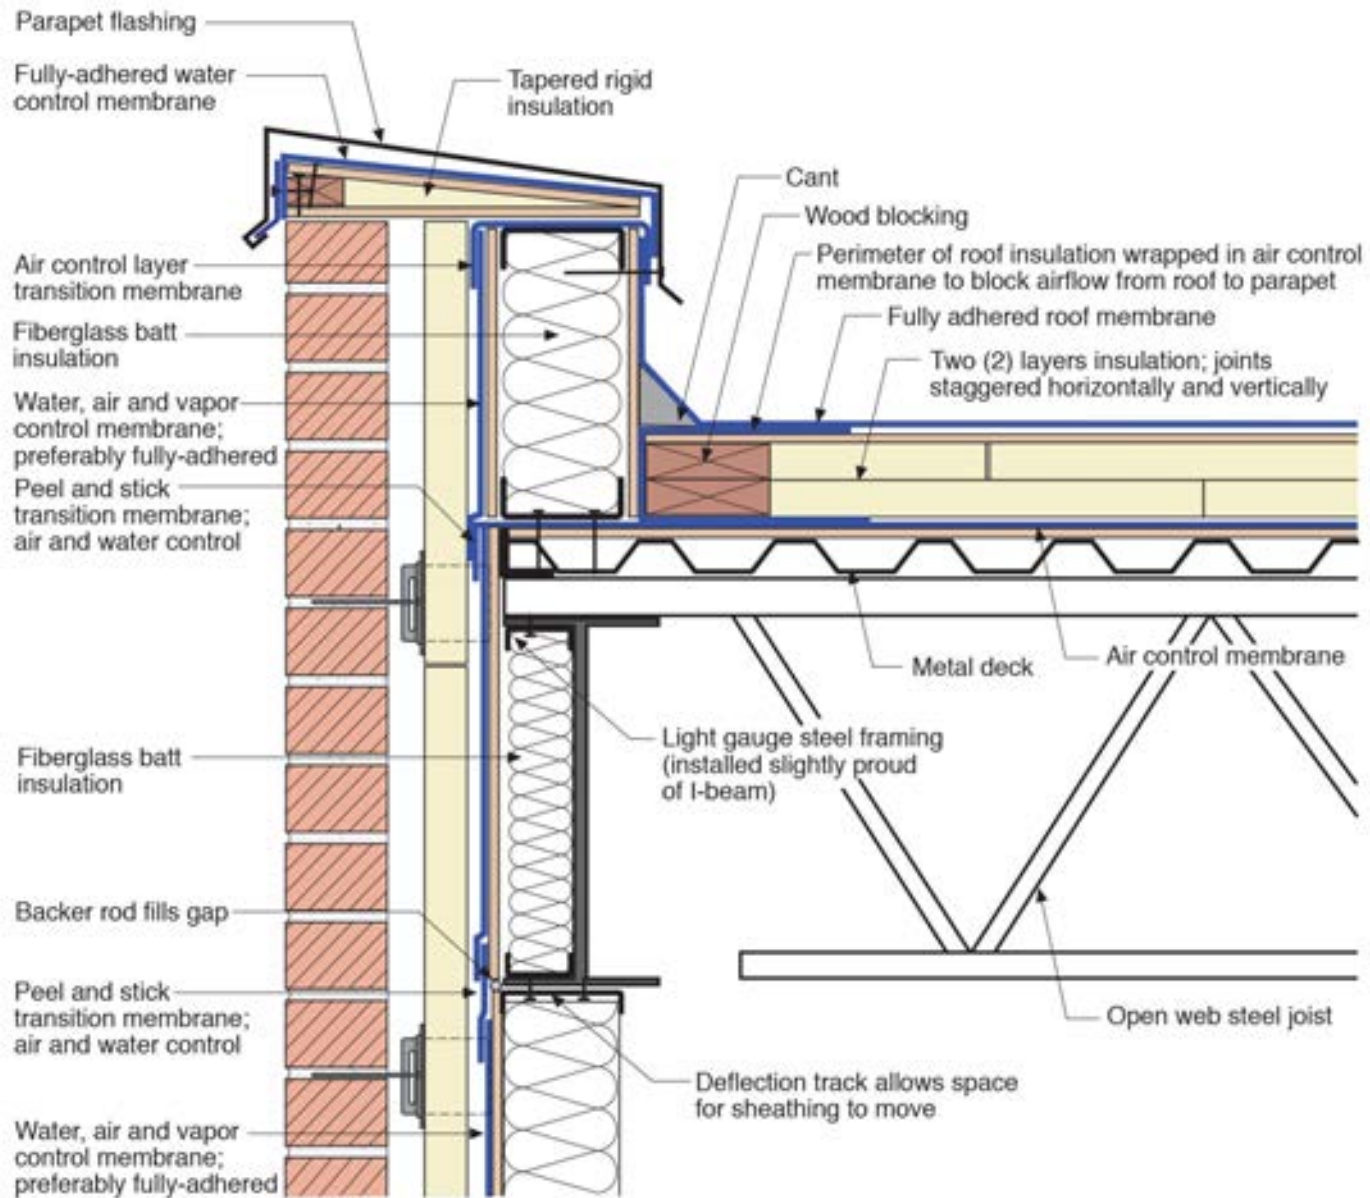 Parapet flashing
Fully-adhered water
control membrane
Tapered rigid
insulation
Cant
Wood blocking
Perimeter of roof insulation wrapped in air control
membrane to block airflow from roof to parapet
Fully adhered roof membrane
Two (2) layers insulation; joints
staggered horizontally and vertically
Air control layer
transition membrane
Fiberglass batt
insulation
Water, air and vapor
control membrane;
preferably fully-adhered
Peel and stick
transition membrane;
air and water control
Metal deck
Air control membrane
Light gauge steel framing
(installed slightly proud
of I-beam)
Fiberglass batt
insulation
Backer rod fills gap
Peel and stick
transition membrane;
air and water control
Open web steel joist
Deflection track allows space
for sheathing to move
Water, air and vapor
control membrane;
preferably fully-adhered